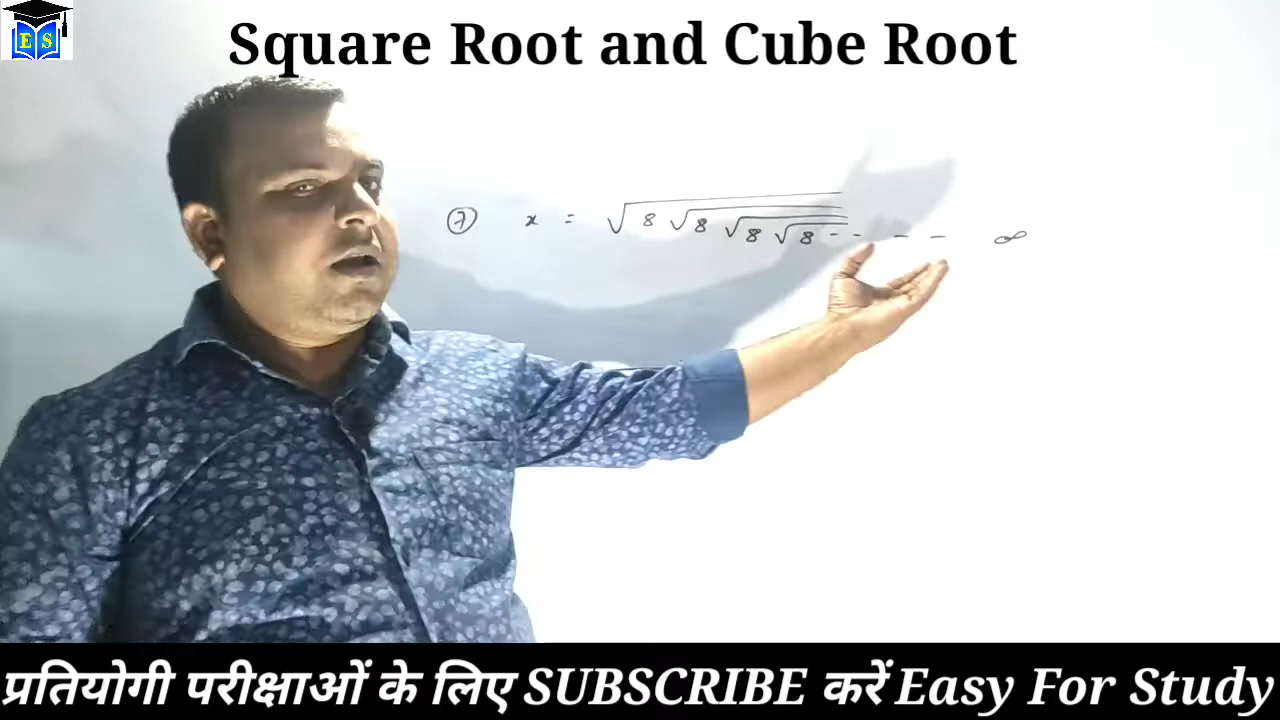 E S
Square Root and Cube Root
⑦ x = √8 √8 √8 √8 - - - - ∞
प्रतियोगी परीक्षाओं के लिए SUBSCRIBE करें Easy For Study